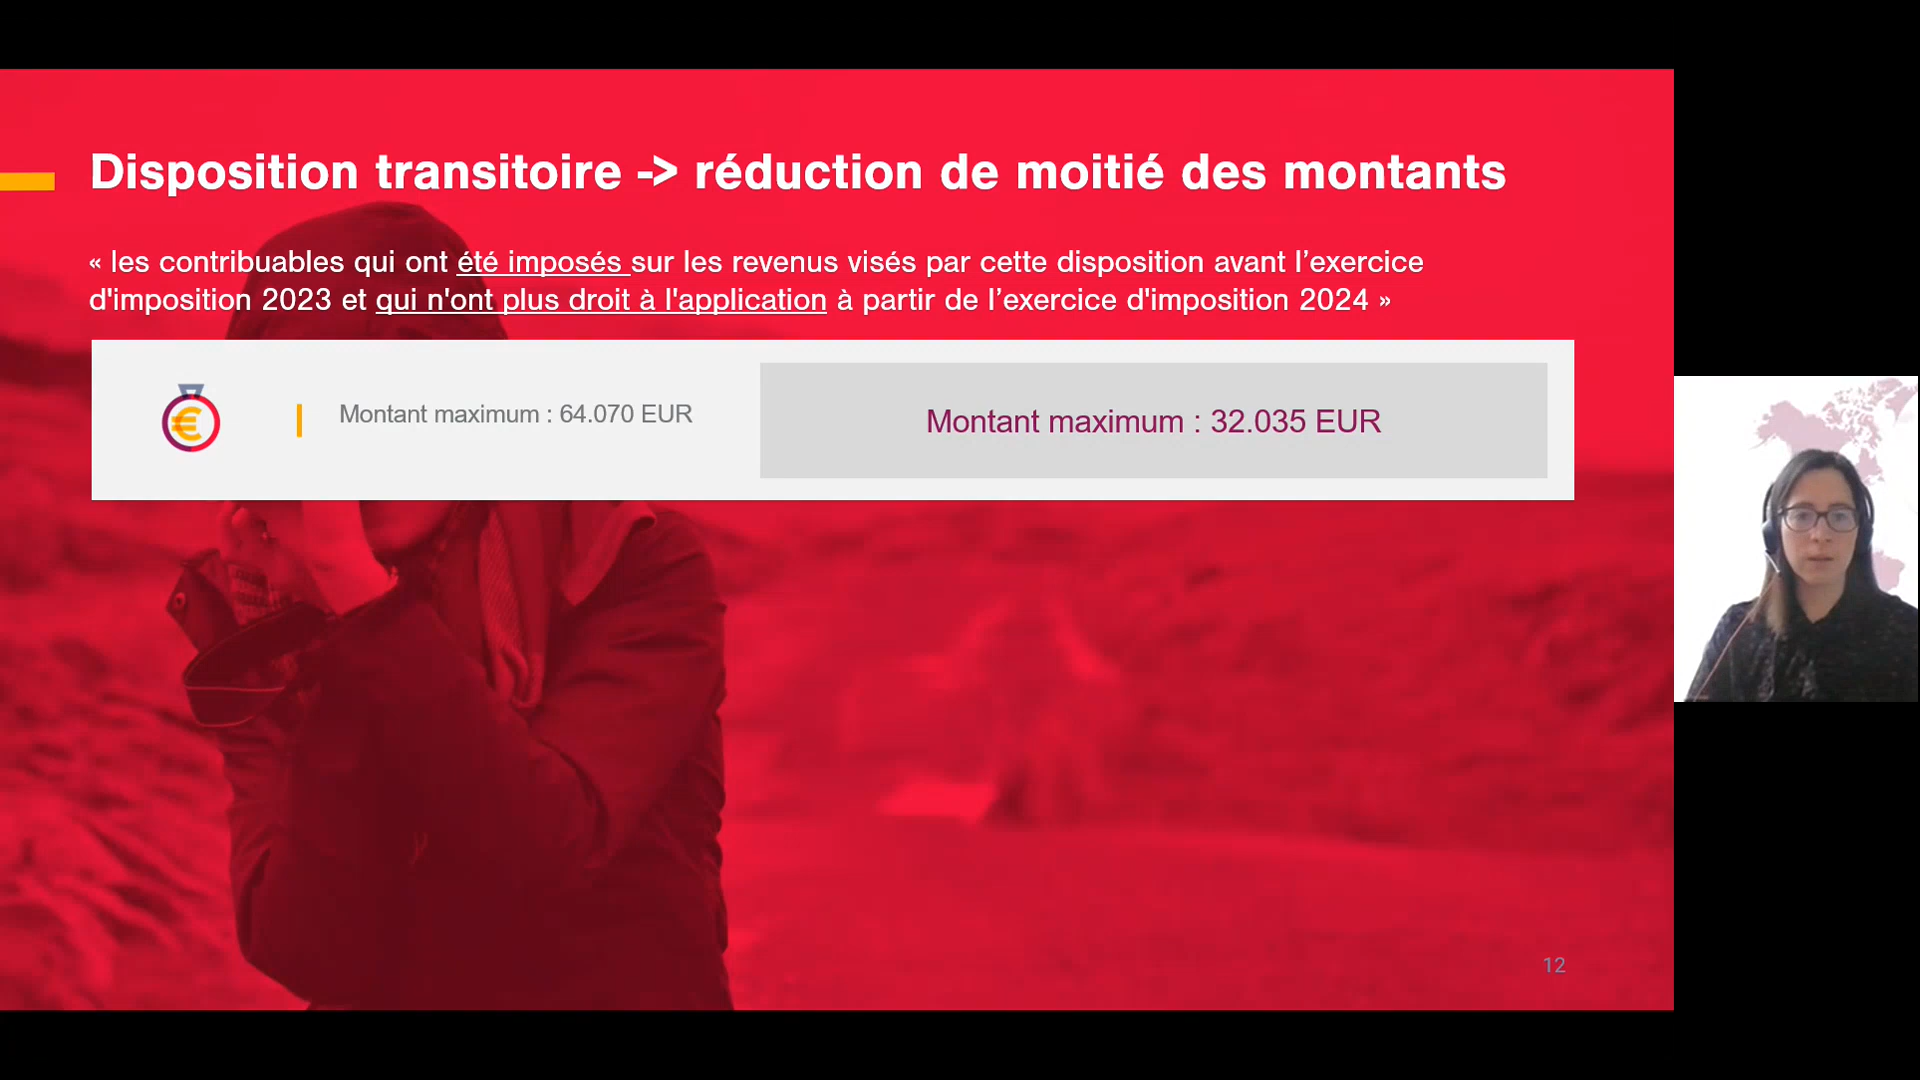 Disposition transitoire -> réduction de moitié des montants
« les contribuables qui ont été imposés sur les revenus visés par cette disposition avant l’exercice
d'imposition 2023 et qui n'ont plus droit à l'application à partir de l’exercice d'imposition 2024 »
€
Montant maximum : 64.070 EUR
Montant maximum : 32.035 EUR
12